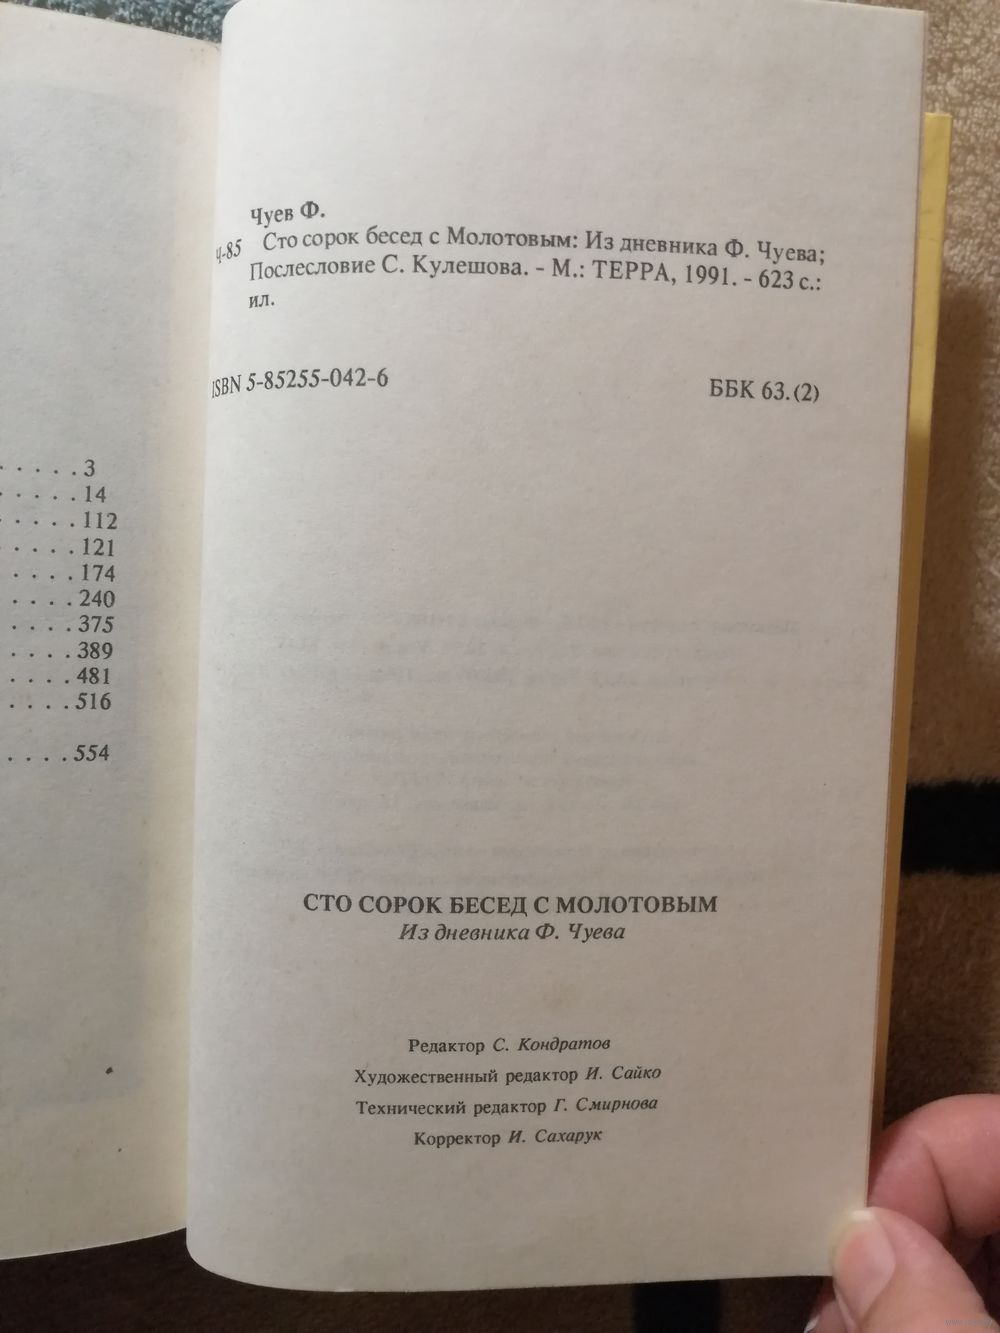 . . . . . 3
. . . . . 14
. . . . . 112
. . . . . 121
. . . . 174
. . . . 240
. . . . 375
. . . . 389
. . . . 481
. . . . 516
. . . . 554
Чуев Ф.
Ч-85 Сто сорок бесед с Молотовым: Из дневника Ф. Чуева;
Послесловие С. Кулешова. - М.: ТЕРРА, 1991. - 623 с.:
ил.
ISBN 5-85255-042-6 ББК 63.(2)
СТО СОРОК БЕСЕД С МОЛОТОВЫМ
Из дневника Ф. Чуева
Редактор С. Кондратов
Художественный редактор И. Сайко
Технический редактор Г. Смирнова
Корректор И. Сахарук